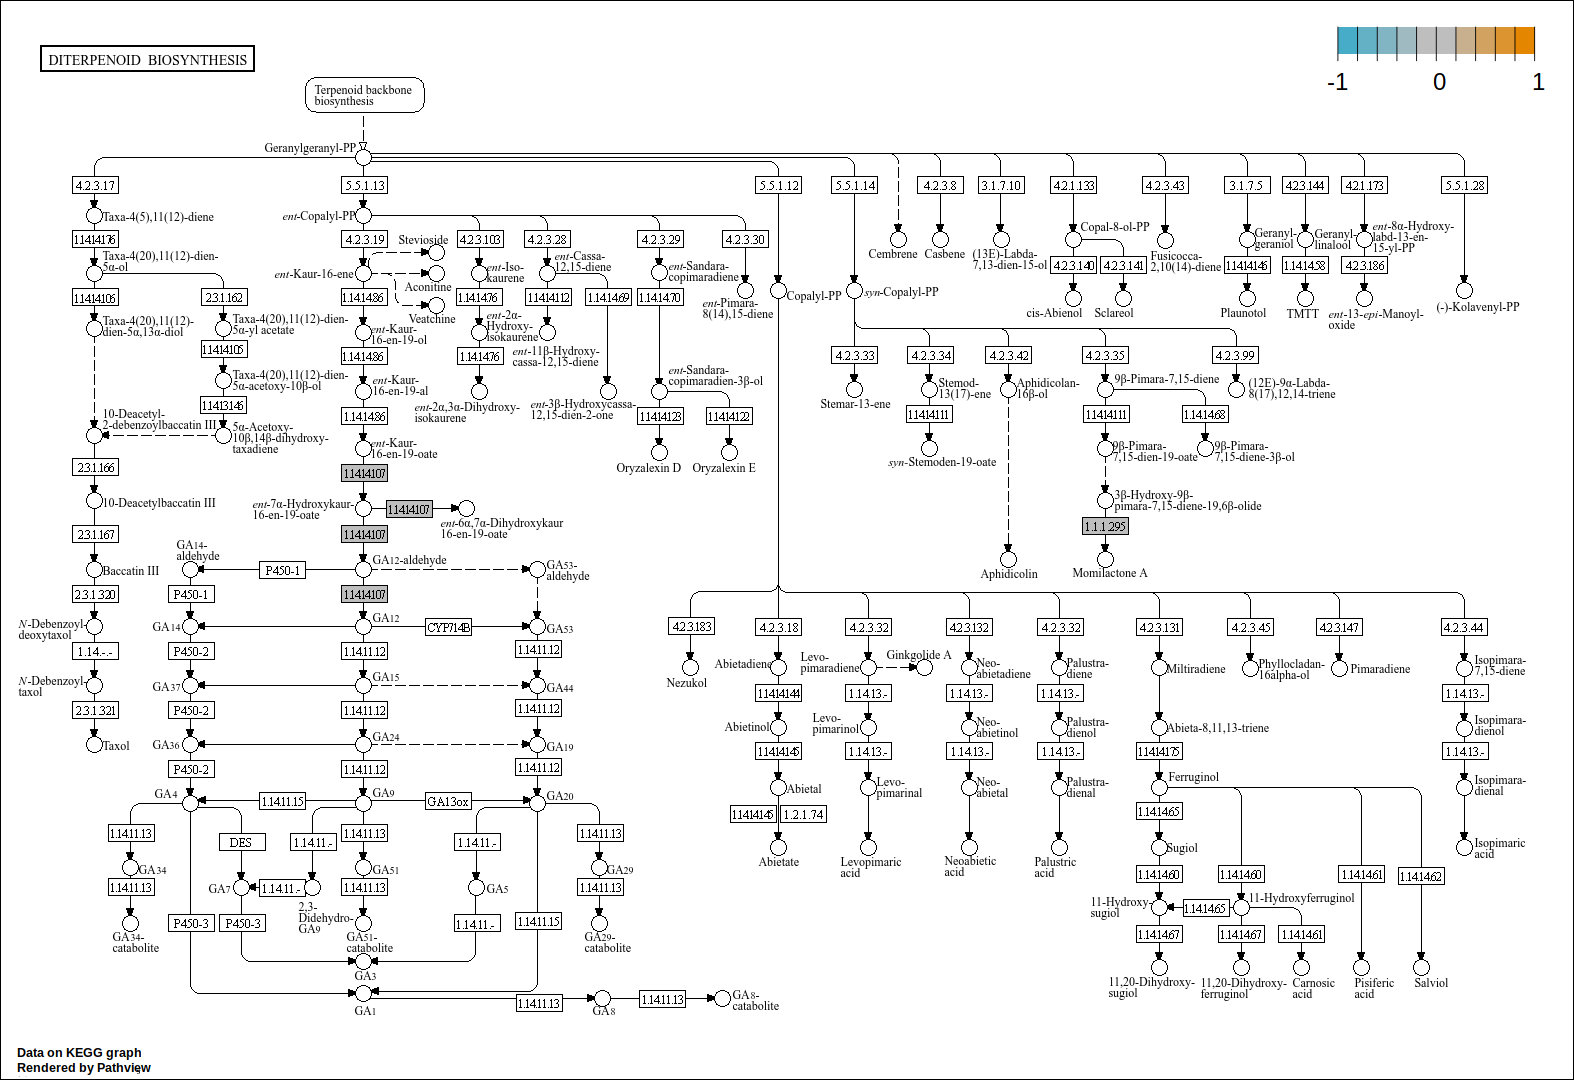 DITERPENOID BIOSYNTHESIS
-1 0 1
Terpenoid backbone
biosynthesis
Geranylgeranyl-PP
4.2.3.17
5.5.1.13
5.5.1.12
5.5.1.14
4.2.3.8
3.1.7.10
4.2.1.133
4.2.3.43
3.1.7.5
4.2.3.144
4.2.1.173
5.5.1.28
Taxa-4(5),11(12)-diene
1.14.14.176
Taxa-4(20),11(12)-dien-
5α-ol
1.14.14.106
2.3.1.162
Taxa-4(20),11(12)-
dien-5α,13α-diol
Taxa-4(20),11(12)-dien-
5α-yl acetate
1.14.14.105
Taxa-4(20),11(12)-dien-
5α-acetoxy-10β-ol
1.14.13.146
10-Deacetyl-
2-debenzoylbaccatin III
5α-Acetoxy-
10β,14β-dihydroxy-
taxadiene
2.3.1.166
10-Deacetylbaccatin III
2.3.1.167
Baccatin III
2.3.1.320
N-Debenzoyl-
deoxytaxol
1.14.-.-
N-Debenzoyl-
taxol
2.3.1.321
Taxol
ent-Copalyl-PP
4.2.3.19
Stevioside
ent-Kaur-16-ene
Aconitine
Veatchine
1.14.14.86
ent-Kaur-
16-en-19-ol
1.14.14.86
ent-Kaur-
16-en-19-al
1.14.14.86
ent-Kaur-
16-en-19-oate
1.14.14.107
ent-7α-Hydroxykaur-
16-en-19-oate
1.14.14.107
ent-6α,7α-Dihydroxykaur
16-en-19-oate
1.14.14.107
4.2.3.103
ent-Iso-
kaurene
1.14.14.76
ent-2α-
Hydroxy-
isokaurene
1.14.14.76
ent-2α,3α-Dihydroxy-
isokaurene
4.2.3.28
ent-Cassa-
12,15-diene
1.14.14.112
1.14.14.69
ent-11β-Hydroxy-
cassa-12,15-diene
ent-3β-Hydroxycassa-
12,15-dien-2-one
4.2.3.29
ent-Sandara-
copimaradiene
1.14.14.70
ent-Sandara-
copimaradien-3β-ol
1.14.14.123
1.14.14.122
Oryzalexin D
Oryzalexin E
4.2.3.30
ent-Pimara-
8(14),15-diene
Copalyl-PP
syn-Copalyl-PP
Cembrene
Casbene
(13E)-Labda-
7,13-dien-15-ol
Copal-8-ol-PP
4.2.3.140
4.2.3.141
cis-Abienol
Sclareol
Fusicocca-
2,10(14)-diene
Geranyl-
geraniol
1.14.14.145
Plaunotol
Geranyl-
linalool
1.14.14.58
TMTT
ent-8α-Hydroxy-
labd-13-en-
15-yl-PP
4.2.3.186
ent-13-epi-Manoyl-
oxide
(-)-Kolavenyl-PP
4.2.3.33
Stemar-13-ene
4.2.3.34
Stemod-
13(17)-ene
1.14.14.111
syn-Stemoden-19-oate
4.2.3.42
Aphidicolan-
16β-ol
Aphidicolin
4.2.3.35
9β-Pimara-7,15-diene
1.14.14.111
1.14.14.68
9β-Pimara-
7,15-dien-19-oate
9β-Pimara-
7,15-diene-3β-ol
3β-Hydroxy-9β-
pimara-7,15-diene-19,6β-olide
1.1.1.295
Momilactone A
4.2.3.99
(12E)-9α-Labda-
8(17),12,14-triene
GA14-
aldehyde
P450-1
GA12-aldehyde
GA53-
aldehyde
P450-1
1.14.14.107
GA14
GA12
CYP714B
GA53
P450-2
1.14.11.12
1.14.11.12
GA37
GA15
GA44
P450-2
1.14.11.12
1.14.11.12
GA36
GA24
GA19
P450-2
1.14.11.12
1.14.11.12
GA4
1.14.11.15
GA9
GA13ox
GA20
1.14.11.13
DES
1.14.11.-
1.14.11.13
1.14.11.-
1.14.11.13
GA34
GA7
1.14.11.-
GA51
GA5
GA29
1.14.11.13
1.14.11.13
1.14.11.13
2,3-
Didehydro-
GA9
P450-3
P450-3
1.14.11.-
1.14.11.15
GA34-
catabolite
GA51-
catabolite
GA29-
catabolite
GA3
GA1
1.14.11.13
GA8
1.14.11.13
GA8-
catabolite
4.2.3.183
4.2.3.18
4.2.3.32
4.2.3.132
4.2.3.32
4.2.3.131
4.2.3.45
4.2.3.147
4.2.3.44
Nezukol
Abietadiene
1.14.14.144
Abietinol
1.14.14.145
Abietal
1.14.14.145
1.2.1.74
Abietate
Levo-
pimaradiene
Ginkgolide A
1.14.13.-
Levo-
pimarinol
1.14.13.-
Levo-
pimarinal
Levopimaric
acid
Neo-
abietadiene
1.14.13.-
Neo-
abietinol
1.14.13.-
Neo-
abietal
Neoabietic
acid
Palustra-
diene
1.14.13.-
Palustra-
dienol
1.14.13.-
Palustra-
dienal
Palustric
acid
Miltiradiene
Abieta-8,11,13-triene
1.14.14.175
Ferruginol
1.14.14.65
Sugiol
1.14.14.60
1.14.14.60
1.14.14.61
1.14.14.62
11-Hydroxy-
sugiol
1.14.14.65
11-Hydroxyferruginol
1.14.14.67
1.14.14.67
1.14.14.61
11,20-Dihydroxy-
sugiol
11,20-Dihydroxy-
ferruginol
Carnosic
acid
Pisiferic
acid
Salviol
Phyllocladan-
16alpha-ol
Pimaradiene
Isopimara-
7,15-diene
1.14.13.-
Isopimara-
dienol
1.14.13.-
Isopimara-
dienal
Isopimaric
acid
Data on KEGG graph
Rendered by Pathview